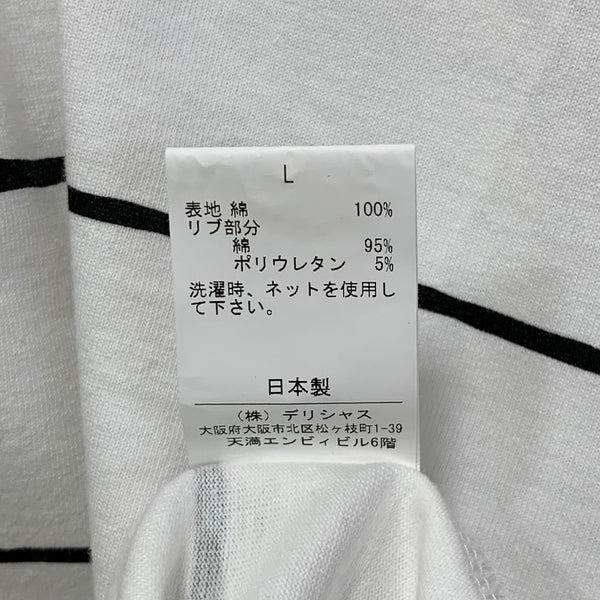 L
表地 綿 100%
リブ部分
綿 95%
ポリウレタン 5%
洗濯時、ネットを使用し
て下さい。
日本製
(株) デリシャス
大阪府大阪市北区松ヶ枝町1-39
天満エンビィビル6階